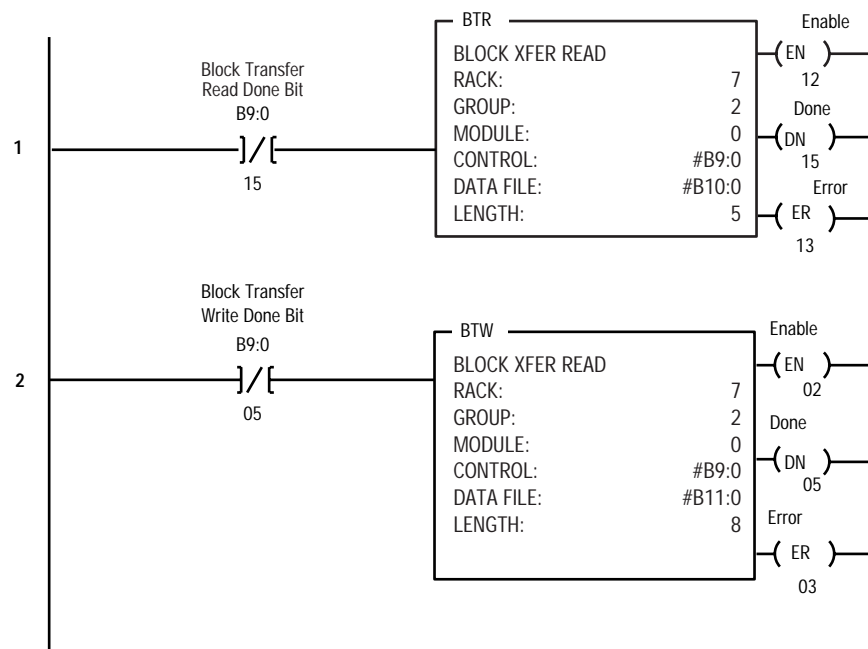 BTR
Enable
BLOCK XFER READ
EN
12
RACK: 7
GROUP: 2
Done
MODULE: 0
DN
15
CONTROL: #B9:0
DATA FILE: #B10:0
Error
LENGTH: 5
ER
13
Block Transfer
Read Done Bit
B9:0
1
15
Block Transfer
Write Done Bit
B9:0
2
05
BTW
Enable
BLOCK XFER READ
EN
02
RACK: 7
GROUP: 2
Done
MODULE: 0
DN
05
CONTROL: #B9:0
DATA FILE: #B11:0
Error
LENGTH: 8
ER
03